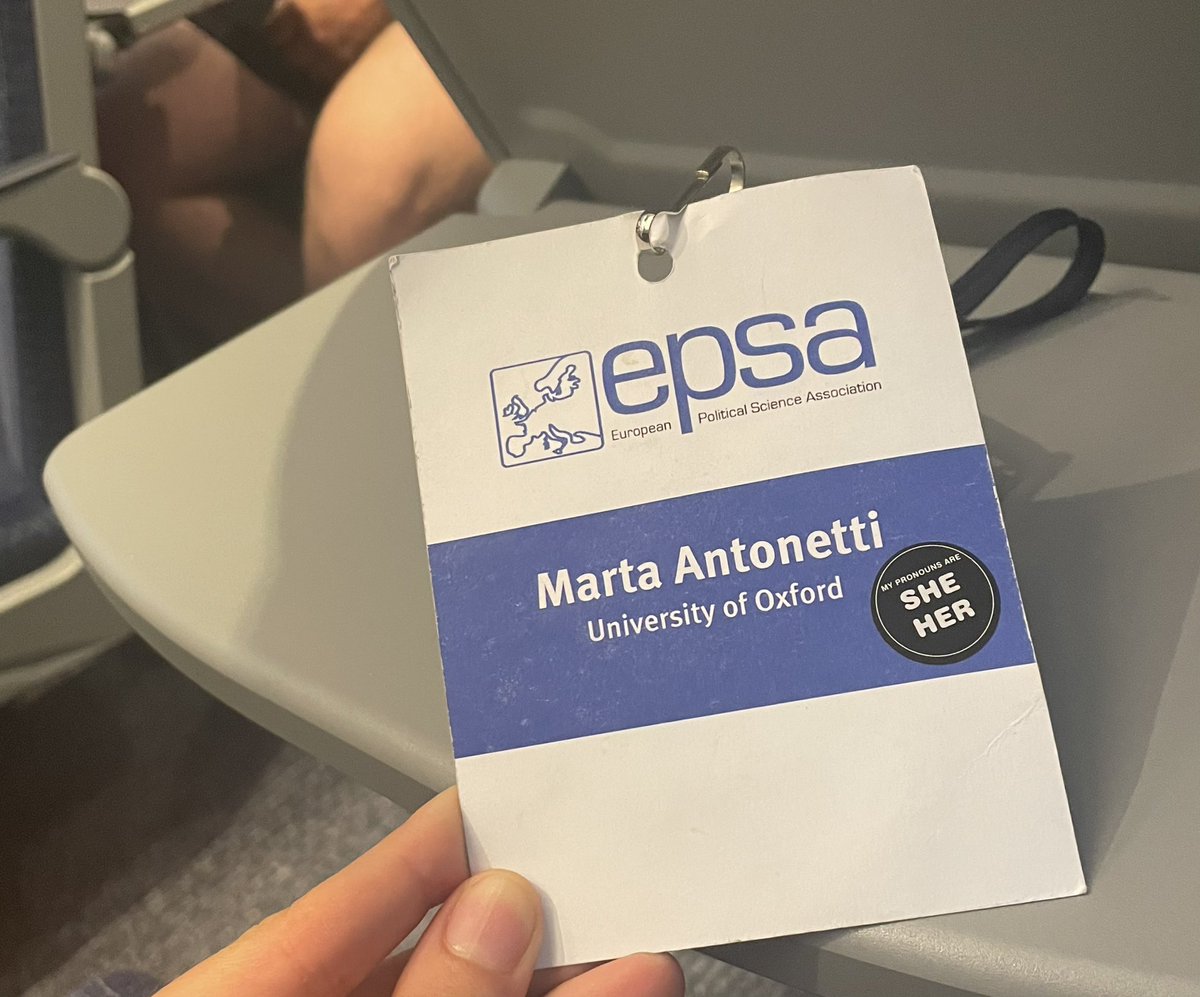 epsa
European Political Science Association
Marta Antonetti
University of Oxford
MY PRONOUNS ARE
SHE
HER